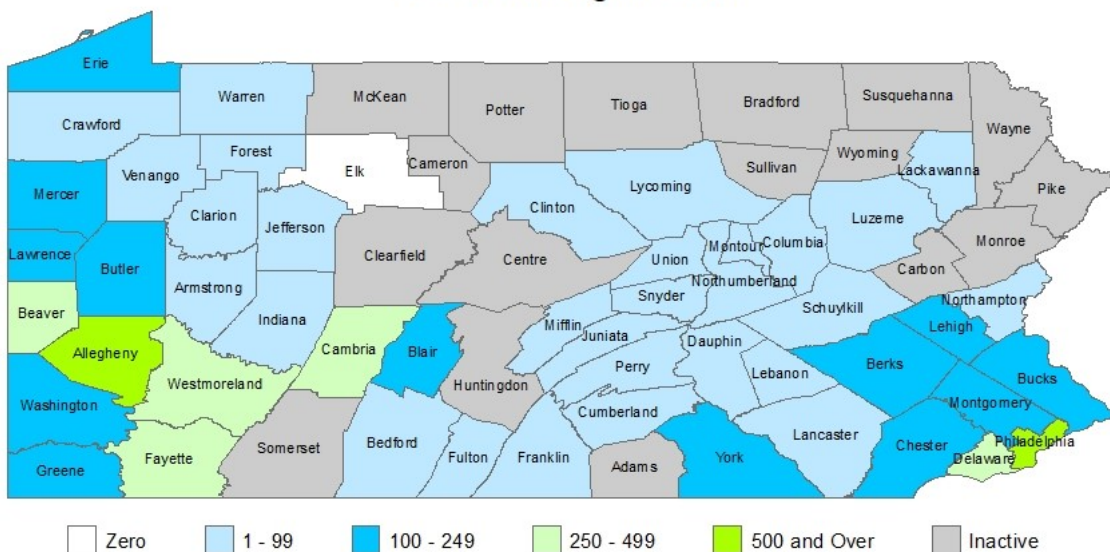 Erie
Warren
McKean
Potter
Tioga
Bradford
Susquehanna
Crawford
Wayne
Forest
Venango
Elk
Cameron
Sullivan
Wyoming
Lackawanna
Mercer
Lycoming
Pike
Clarion
Clinton
Luzerne
Jefferson
Monroe
Lawrence
Butler
Clearfield
Centre
Union
Montour
Columbia
Carbon
Armstrong
Snyder
Northumberland
Northampton
Beaver
Indiana
Mifflin
Juniata
Schuylkill
Lehigh
Allegheny
Cambria
Blair
Dauphin
Westmoreland
Huntingdon
Perry
Lebanon
Berks
Bucks
Washington
Cumberland
Montgomery
Somerset
Bedford
Fulton
Franklin
Adams
York
Lancaster
Chester
Philadelphia
Delaware
Greene
Fayette
Zero
1 - 99
100 - 249
250 - 499
500 and Over
Inactive